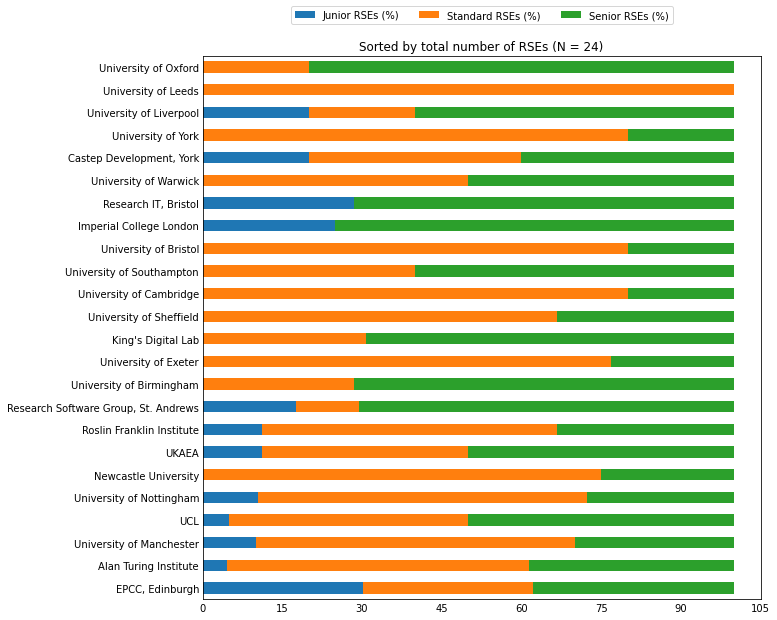 Junior RSEs (%) Standard RSEs (%) Senior RSEs (%)
Sorted by total number of RSEs (N = 24)
University of Oxford
University of Leeds
University of Liverpool
University of York
Castep Development, York
University of Warwick
Research IT, Bristol
Imperial College London
University of Bristol
University of Southampton
University of Cambridge
University of Sheffield
King's Digital Lab
University of Exeter
University of Birmingham
Research Software Group, St. Andrews
Roslin Franklin Institute
UKAEA
Newcastle University
University of Nottingham
UCL
University of Manchester
Alan Turing Institute
EPCC, Edinburgh
0 15 30 45 60 75 90 105